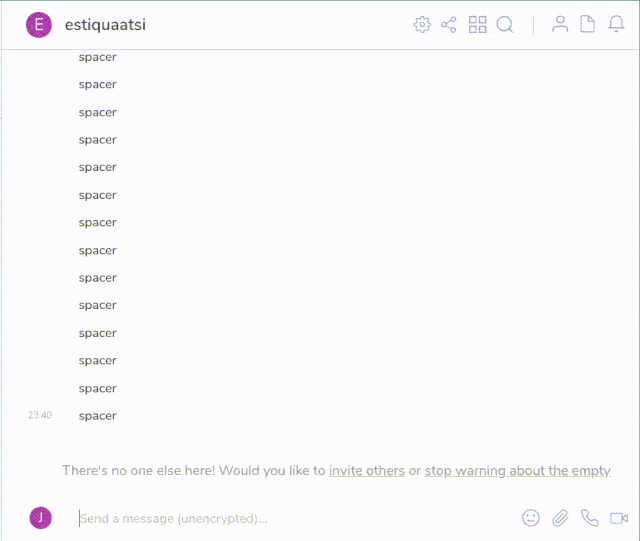 E estiquaatsi
spacer
spacer
spacer
spacer
spacer
spacer
spacer
spacer
spacer
spacer
spacer
spacer
spacer
23:40 spacer
There's no one else here! Would you like to invite others or stop warning about the empty
J Send a message (unencrypted)...